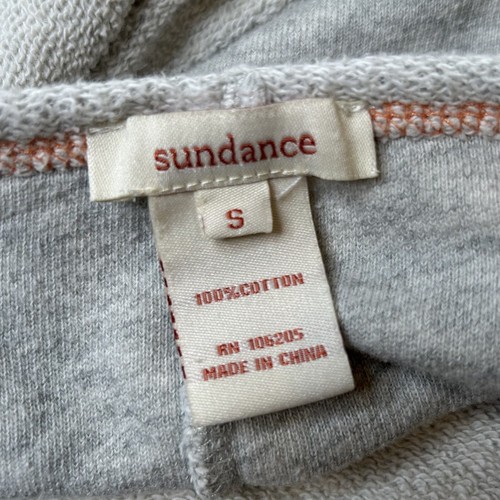 sundance
S
100%COTTON
RN 106205
MADE IN CHINA